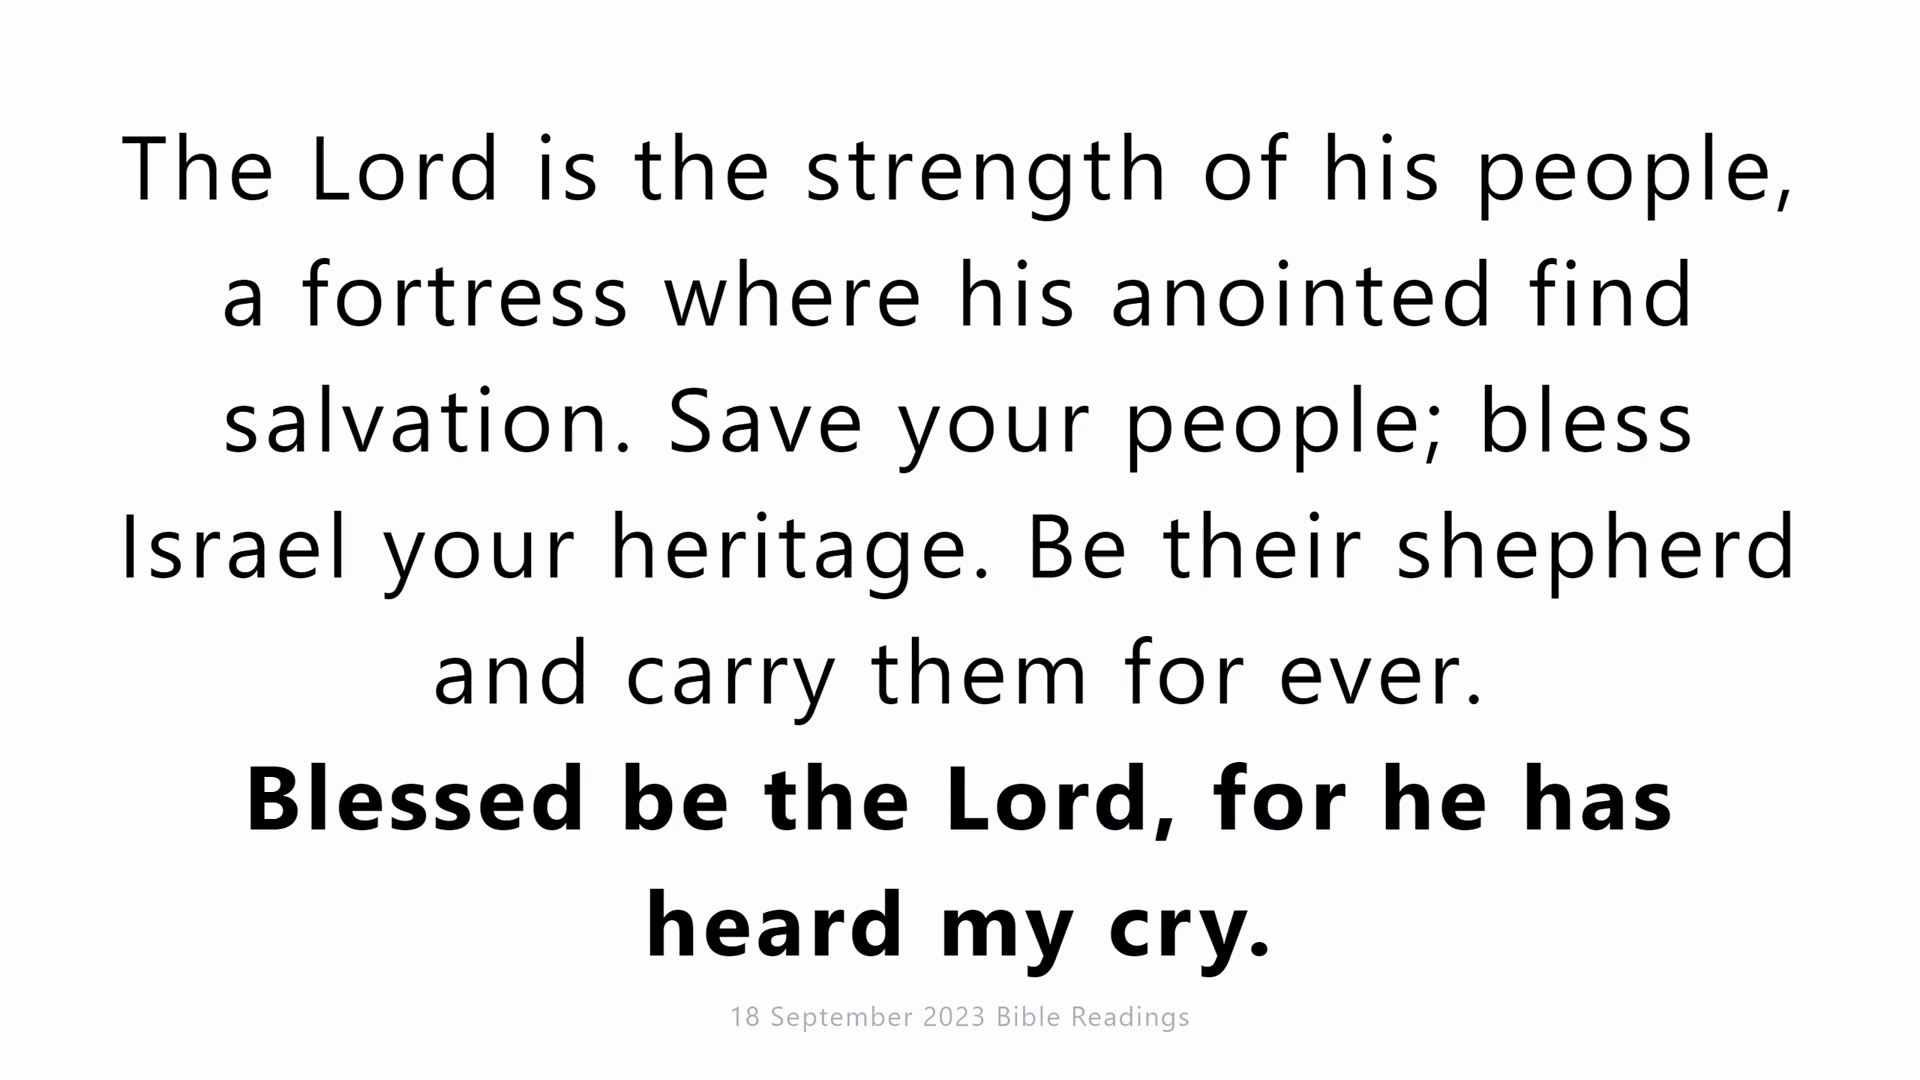 The Lord is the strength of his people,
a fortress where his anointed find
salvation. Save your people; bless
Israel your heritage. Be their shepherd
and carry them for ever.
Blessed be the Lord, for he has
heard my cry.
18 September 2023 Bible Readings